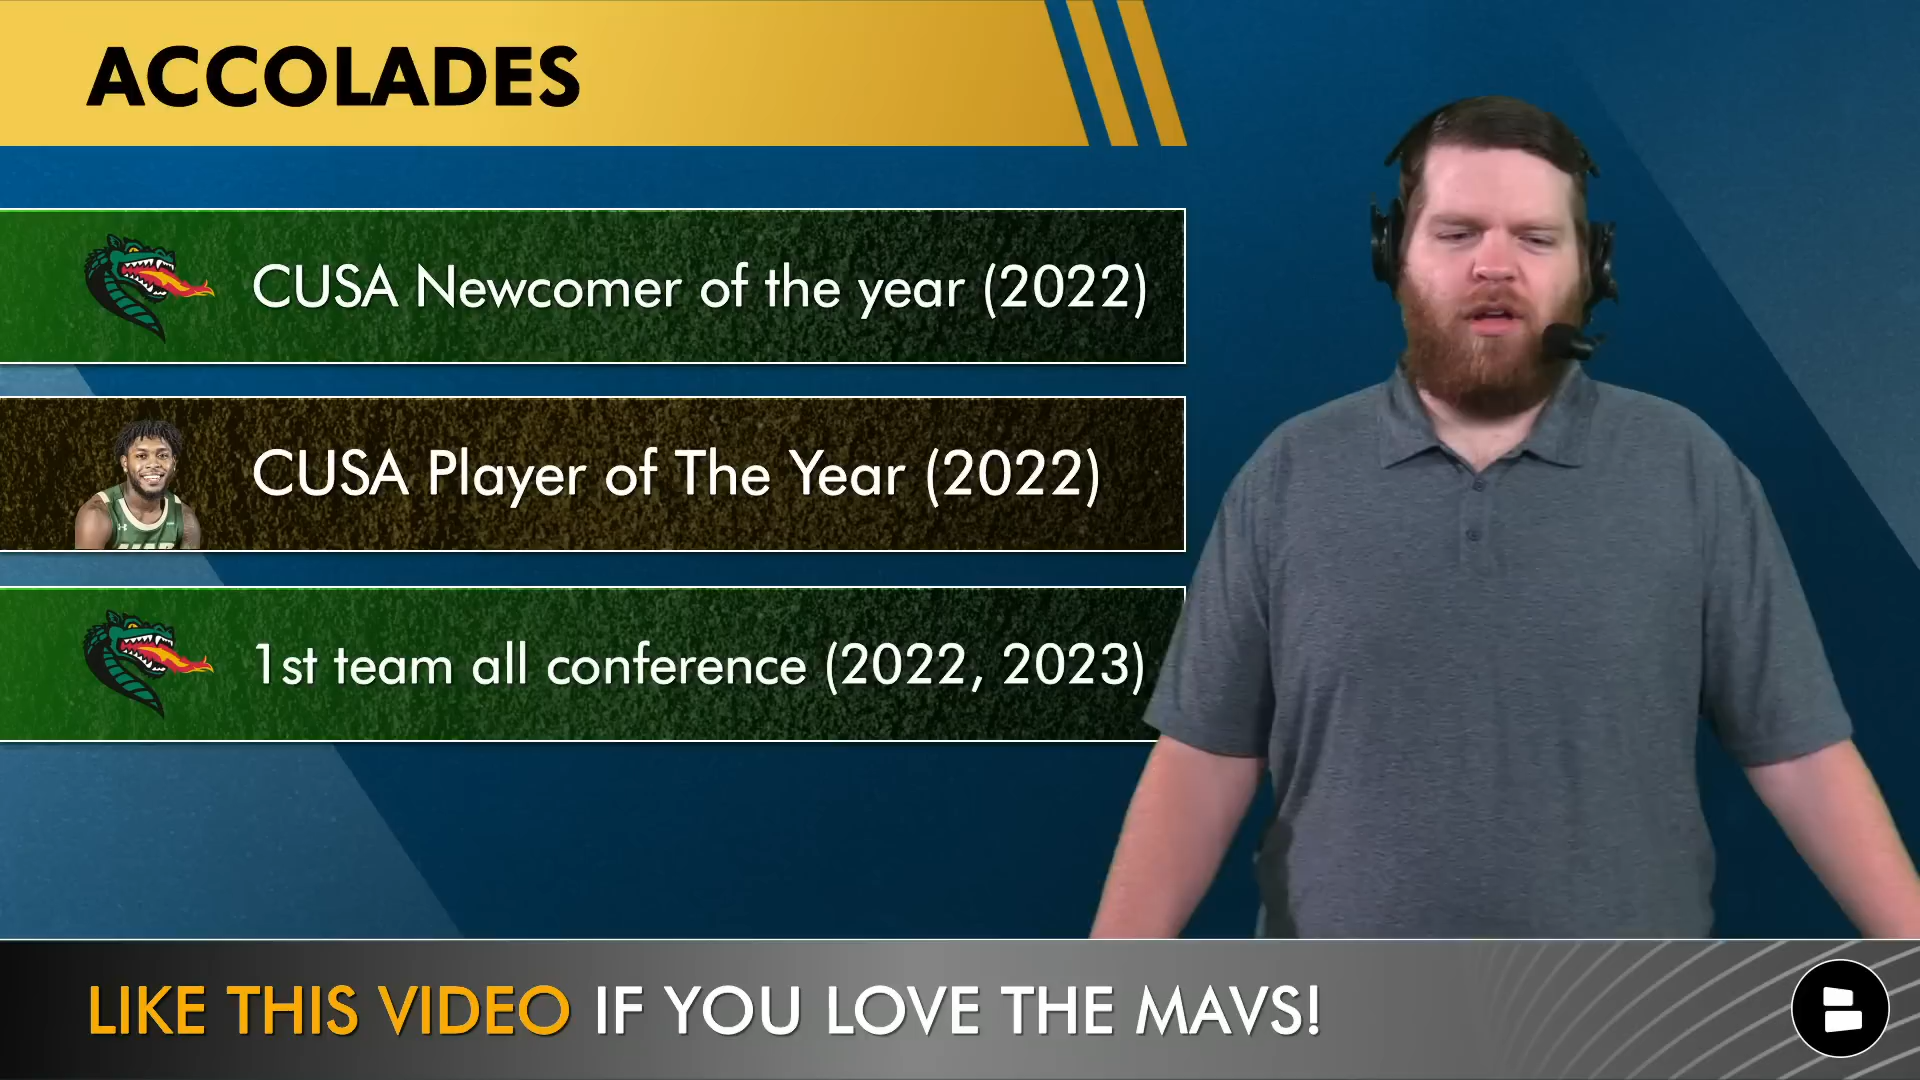 ACCOLADES
CUSA Newcomer of the year (2022)
CUSA Player of The Year (2022)
1st team all conference (2022, 2023)
LIKE THIS VIDEO IF YOU LOVE THE MAVS!